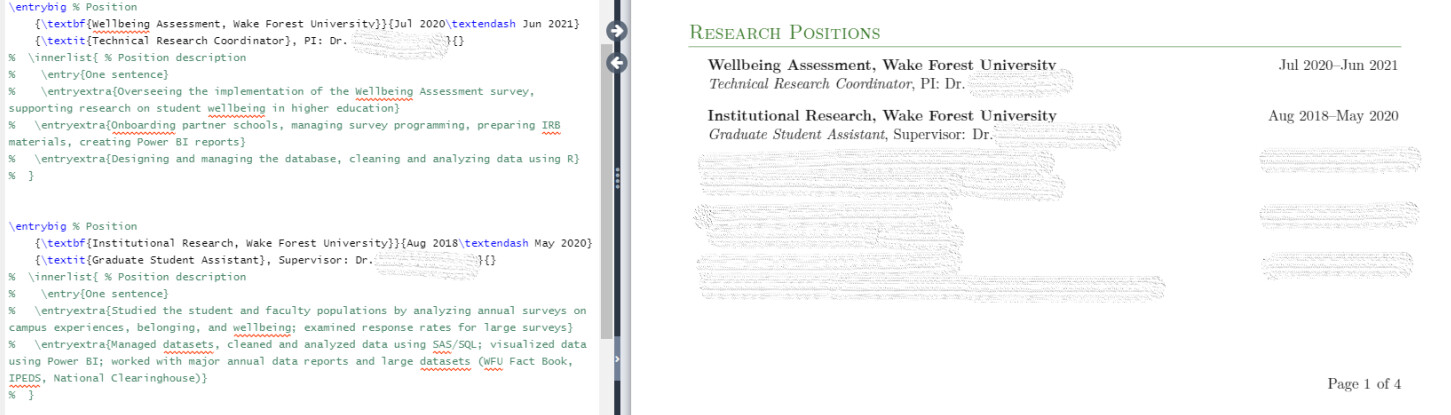 \entrybig % Position
{\textbf{Wellbeing Assessment, Wake Forest University}}{Jul 2020\textendash Jun 2021}
{\textit{Technical Research Coordinator}, PI: Dr. }{}
% \innerlist{ % Position description
% \entry{One sentence}
% \entryextra{Overseeing the implementation of the Wellbeing Assessment survey,
supporting research on student wellbeing in higher education}
% \entryextra{Onboarding partner schools, managing survey programming, preparing IRB
materials, creating Power BI reports}
% \entryextra{Designing and managing the database, cleaning and analyzing data using R}
% }
\entrybig % Position
{\textbf{Institutional Research, Wake Forest University}}{Aug 2018\textendash May 2020}
{\textit{Graduate Student Assistant}, Supervisor: Dr. }{}
% \innerlist{ % Position description
% \entry{One sentence}
% \entryextra{Studied the student and faculty populations by analyzing annual surveys on
campus experiences, belonging, and wellbeing; examined response rates for large surveys}
% \entryextra{Managed datasets, cleaned and analyzed data using SAS/SQL; visualized data
using Power BI; worked with major annual data reports and large datasets (WFU Fact Book,
IPEDS, National Clearinghouse)}
% }
Research Positions
Wellbeing Assessment, Wake Forest University Jul 2020–Jun 2021
Technical Research Coordinator, PI: Dr.
Institutional Research, Wake Forest University Aug 2018–May 2020
Graduate Student Assistant, Supervisor: Dr.
Page 1 of 4